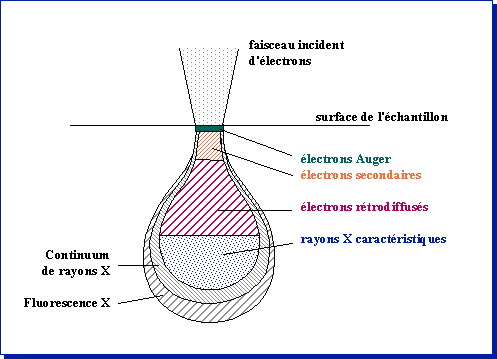 faisceau incident
d'électrons
surface de l'échantillon
électrons Auger
électrons secondaires
électrons rétrodiffusés
rayons X caractéristiques
Continuum
de rayons X
Fluorescence X